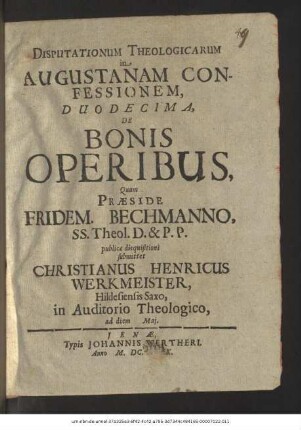 49
DISPUTATIONUM THEOLOGICARUM
in
AUGUSTANAM CON-
FESSIONEM,
DUODECIMA,
DE
BONIS
OPERIBUS,
Quam
PRÆSIDE
FRIDEM. BECHMANNO,
SS. Theol. D. & P. P.
publicæ disquisitioni
submittet
CHRISTIANUS HENRICUS
WERKMEISTER,
Hildesiensis Saxo,
in Auditorio Theologico,
ad diem Maj.
JENÆ,
Typis JOHANNIS WERTHERI.
Anno M. DC.